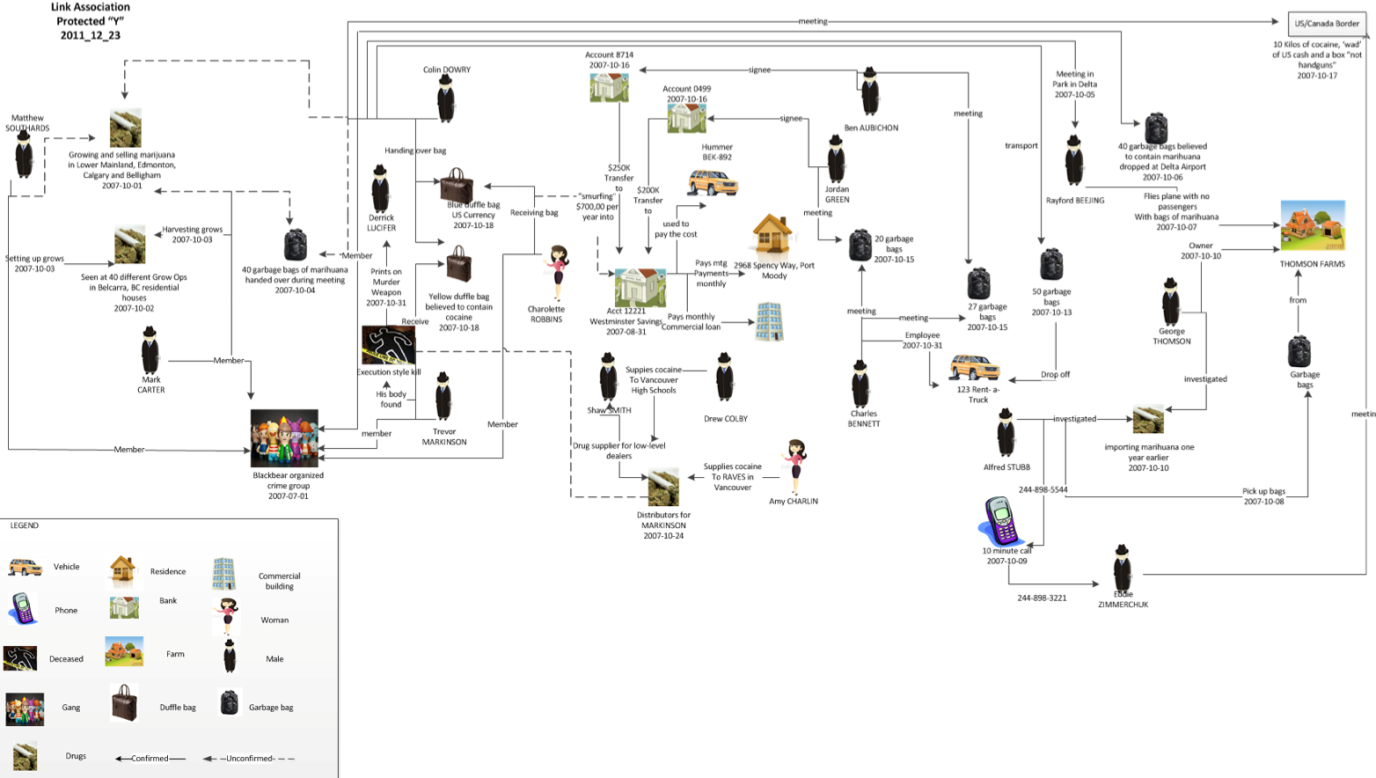 Link Association
Protected "Y"
2011_12_23
meeting
US/Canada Border
10 Kilos of cocaine, 'wad'
of US cash and a box "not
handguns"
2007-10-17
Colin DOWRY
Account 8714
2007-10-16
signee
Account 0499
2007-10-16
signee
Ben AUBICHON
meeting
Meeting in
Park in Delta
2007-10-05
transport
40 garbage bags believed
to contain marihuana
dropped at Delta Airport
2007-10-06
Rayford BEEJING
Flies plane with no
passengers
With bags of marihuana
2007-10-07
Owner
2007-10-10
THOMSON FARMS
Matthew
SOUTHARDS
Growing and selling marijuana
in Lower Mainland, Edmonton,
Calgary and Belligham
2007-10-01
Handing over bag
Derrick
LUCIFER
Blue duffle bag
US Currency
2007-10-18
Receiving bag
"smurfing"
$700,00 per
year into
$250K
Transfer
to
$200K
Transfer
to
Hummer
BEK-892
used to
pay the cost
Jordan
GREEN
meeting
20 garbage
bags
2007-10-15
Harvesting grows
2007-10-03
Setting up grows
2007-10-03
Seen at 40 different Grow Ops
in Belcarra, BC residential
houses
2007-10-02
Member
40 garbage bags of marihuana
handed over during meeting
2007-10-04
Prints on
Murder
Weapon
2007-10-31
Receive
Yellow duffle bag
believed to contain
cocaine
2007-10-18
Charolette
ROBBINS
Pays mtg
Payments
monthly
2968 Spency Way, Port
Moody
Acct 12221
Westminster Savings
2007-08-31
Pays monthly
Commercial loan
27 garbage
bags
2007-10-15
50 garbage
bags
2007-10-13
meeting
meeting
Employee
2007-10-31
123 Rent- a-
Truck
Drop off
George
THOMSON
from
Garbage
bags
investigated
Mark
CARTER
Member
Execution style kill
His body
found
Trevor
MARKINSON
member
Member
Member
Blackbear organized
crime group
2007-07-01
Shaw SMITH
Suppies cocaine
To Vancouver
High Schools
Drew COLBY
Drug supplier for low-level
dealers
Supplies cocaine
To RAVES in
Vancouver
Amy CHARLIN
Distributors for
MARKINSON
2007-10-24
Charles
BENNETT
Alfred STUBB
investigated
importing marihuana one
year earlier
2007-10-10
244-898-5544
Pick up bags
2007-10-08
meetin
10 minute call
2007-10-09
244-898-3221
Eddie
ZIMMERCHUK
LEGEND
Vehicle
Residence
Commercial
building
Phone
Bank
Woman
Deceased
Farm
Male
Gang
Duffle bag
Garbage bag
Drugs
Confirmed
Unconfirmed